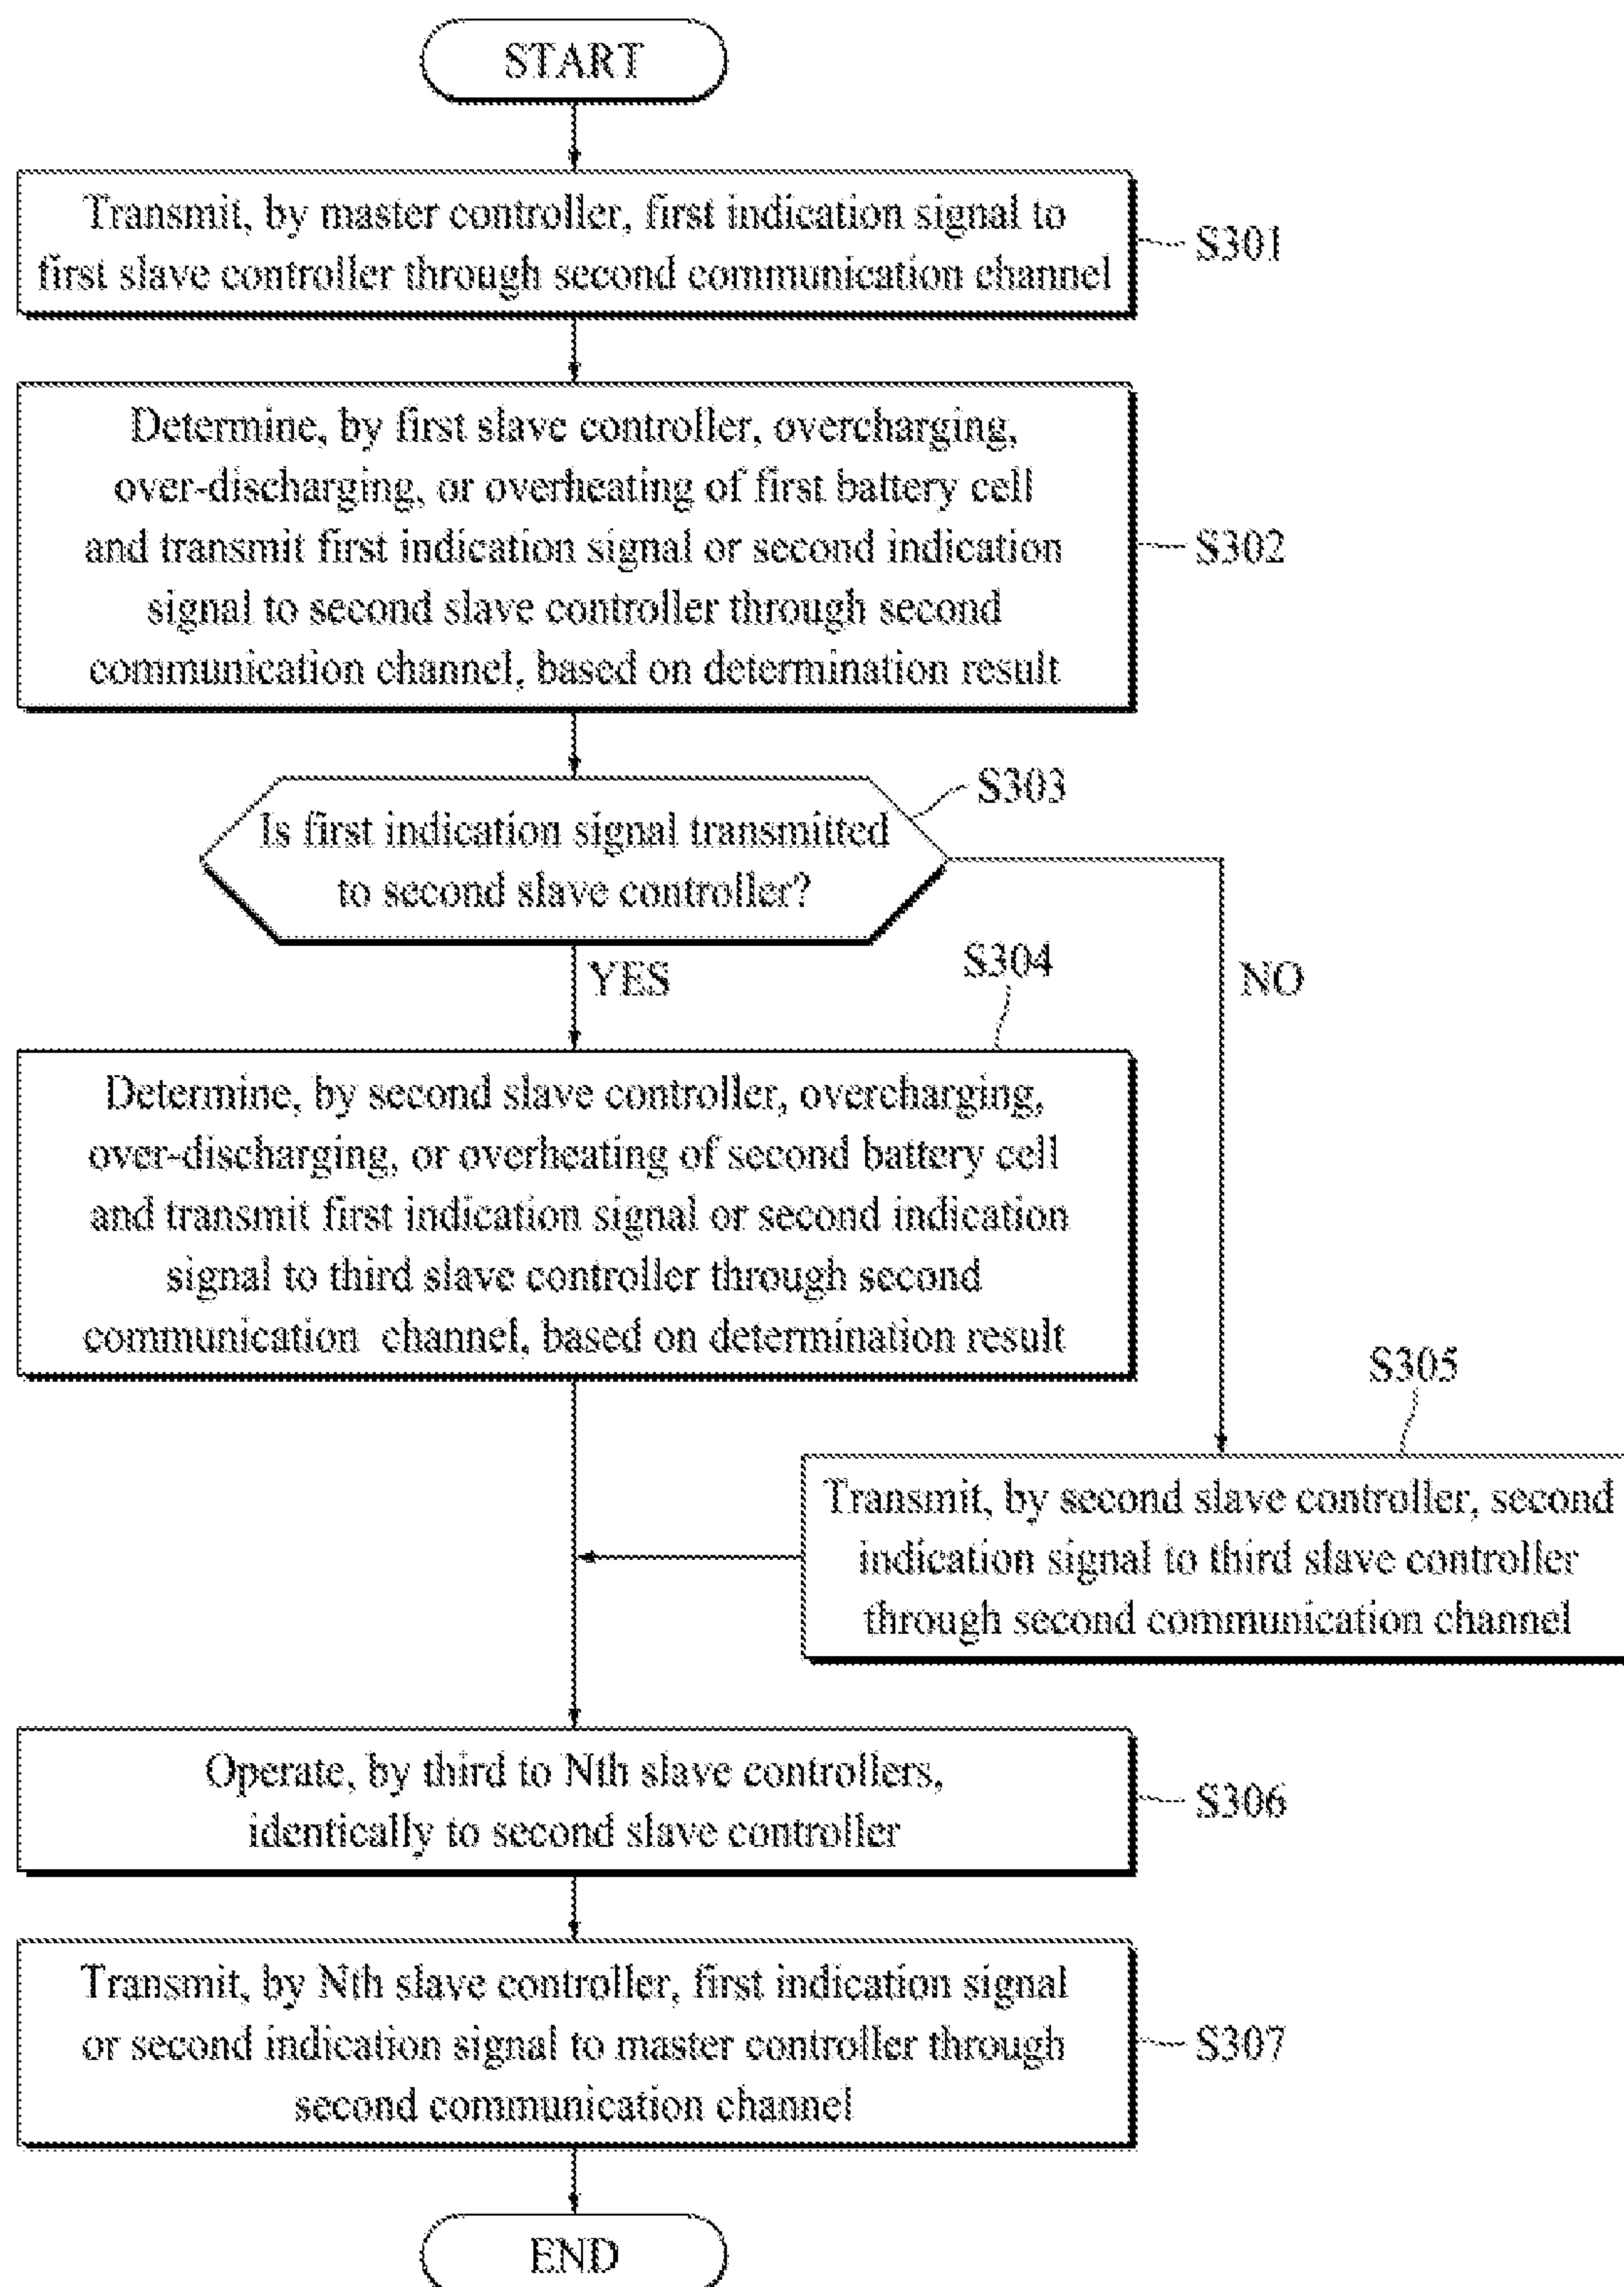 START
Transmit, by master controller, first indication signal to
first slave controller through second communication channel
S301
Determine, by first slave controller, overcharging,
over-discharging, or overheating of first battery cell
and transmit first indication signal or second indication
signal to second slave controller through second
communication channel, based on determination result
S302
S303
Is first indication signal transmitted
to second slave controller?
YES
S304
NO
Determine, by second slave controller, overcharging,
over-discharging, or overheating of second battery cell
and transmit first indication signal or second indication
signal to third slave controller through second
communication channel, based on determination result
S305
Transmit, by second slave controller, second
indication signal to third slave controller
through second communication channel
Operate, by third to Nth slave controllers,
identically to second slave controller
S306
Transmit, by Nth slave controller, first indication signal
or second indication signal to master controller through
second communication channel
S307
END